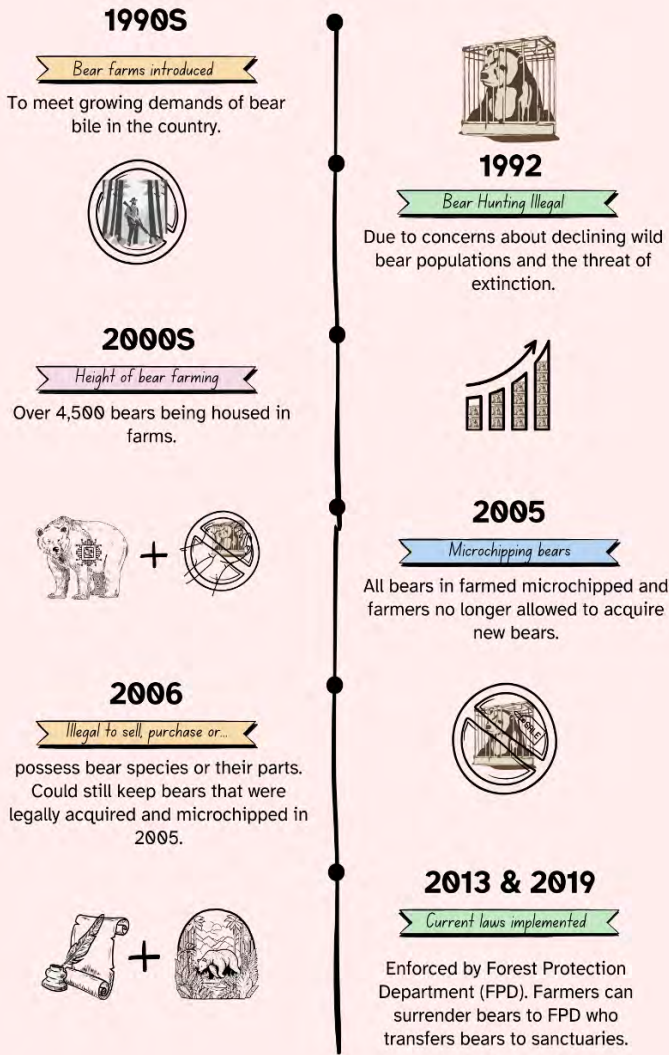 1990S
Bear farms introduced
To meet growing demands of bear
bile in the country.
1992
Bear Hunting Illegal
Due to concerns about declining wild
bear populations and the threat of
extinction.
2000S
Height of bear farming
Over 4,500 bears being housed in
farms.
2005
Microchipping bears
All bears in farmed microchipped and
farmers no longer allowed to acquire
new bears.
2006
Illegal to sell, purchase or...
possess bear species or their parts.
Could still keep bears that were
legally acquired and microchipped in
2005.
2013 & 2019
Current laws implemented
Enforced by Forest Protection
Department (FPD). Farmers can
surrender bears to FPD who
transfers bears to sanctuaries.